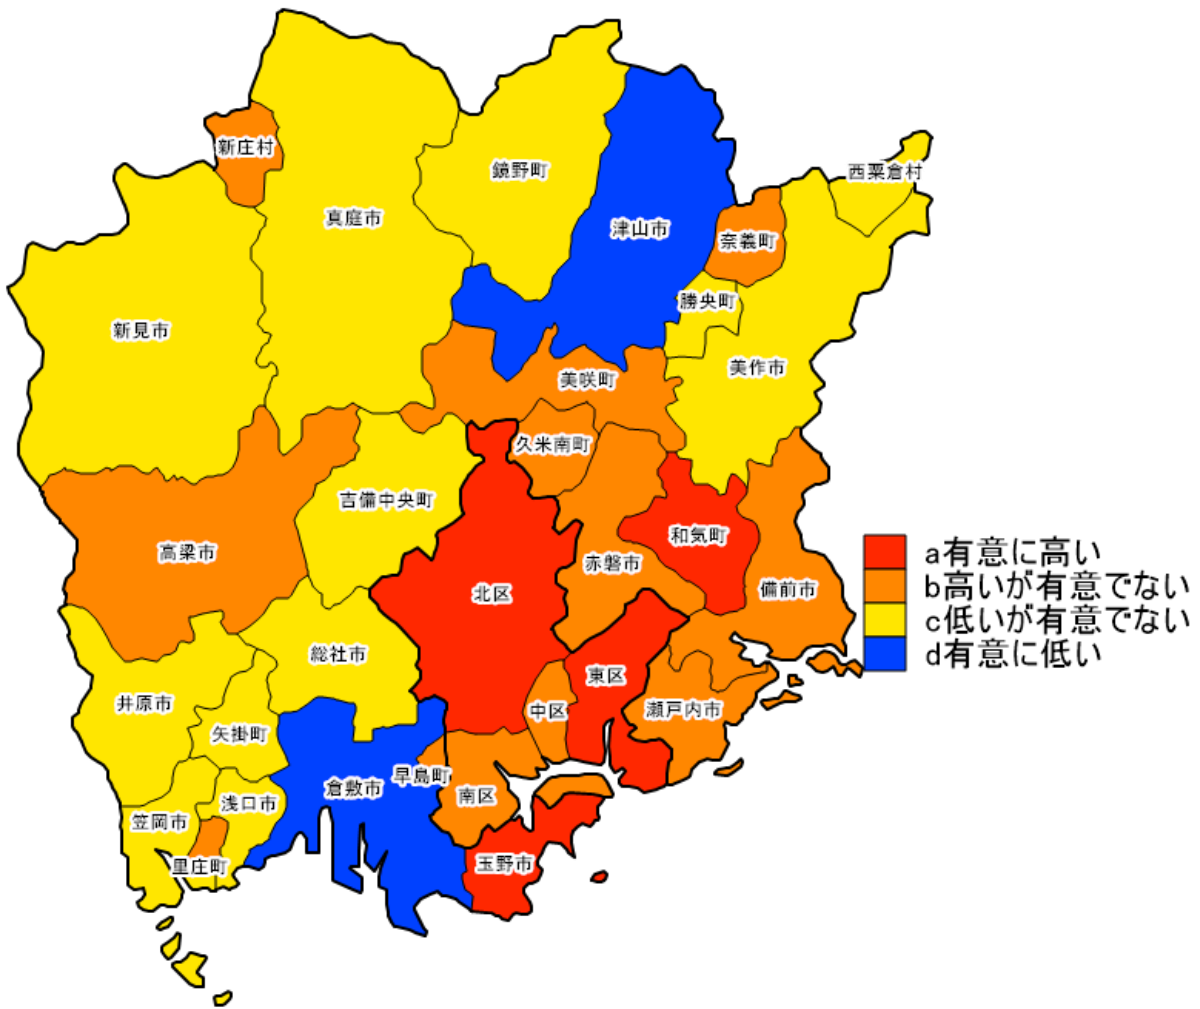 新庄村
鏡野町
西粟倉村
真庭市
津山市
奈義町
勝央町
新見市
美作市
美咲町
久米南町
吉備中央町
和気町
高梁市
赤磐市
備前市
北区
総社市
東区
井原市
中区
瀬戸内市
矢掛町
早島町
倉敷市
南区
浅口市
笠岡市
里庄町
玉野市
a有意に高い
b高いが有意でない
c低いが有意でない
d有意に低い